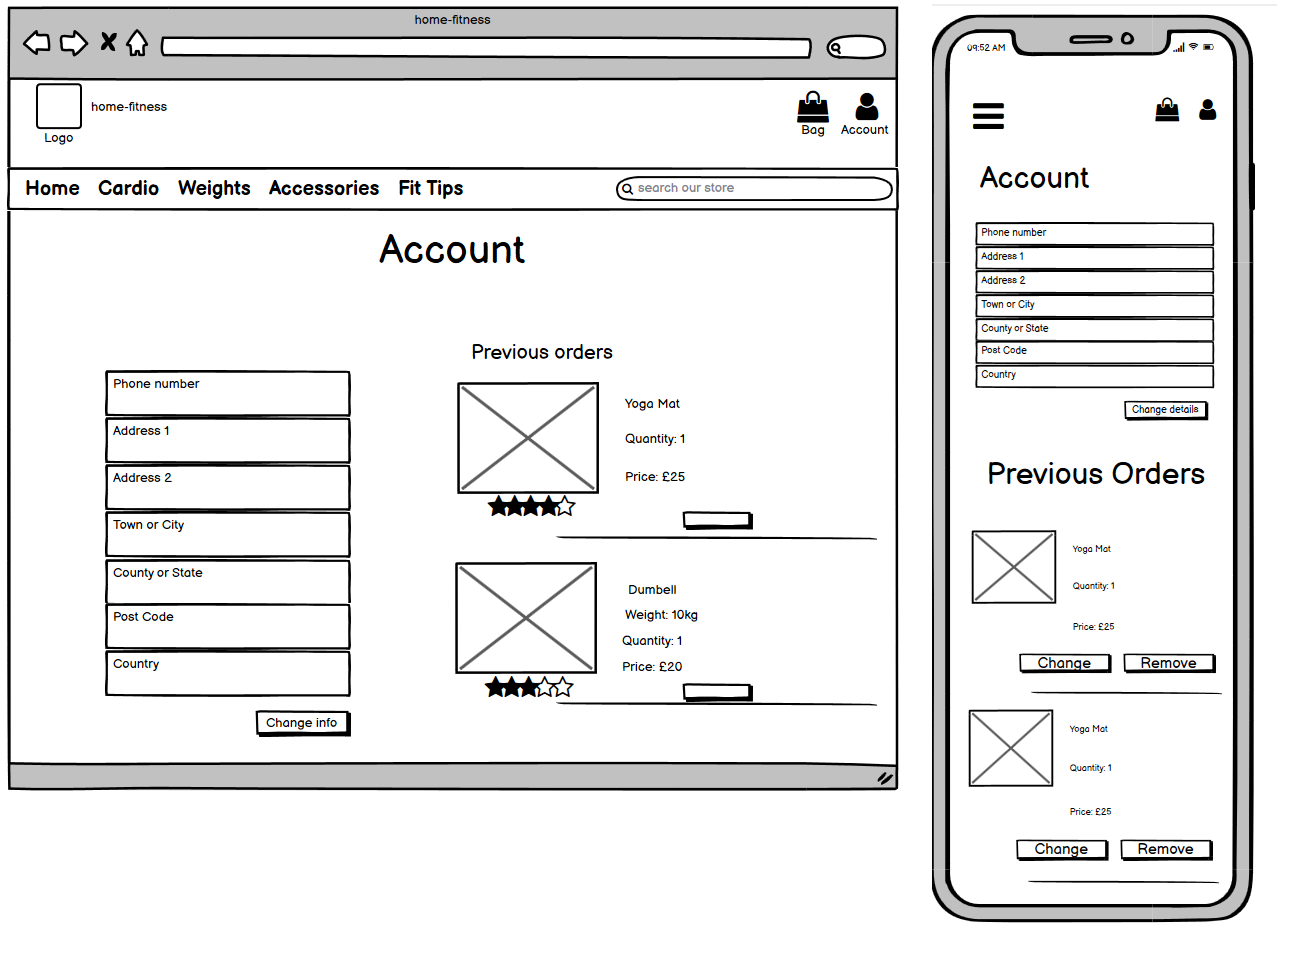 home-fitness
home-fitness
Logo
Bag
Account
Home Cardio Weights Accessories Fit Tips
search our store
Account
Previous orders
Phone number
Address 1
Address 2
Town or City
County or State
Post Code
Country
Change info
Yoga Mat
Quantity: 1
Price: £25
Dumbell
Weight: 10kg
Quantity: 1
Price: £20
09:52 AM
Account
Phone number
Address 1
Address 2
Town or City
County or State
Post Code
Country
Change details
Previous Orders
Yoga Mat
Quantity: 1
Price: £25
Change Remove
Yoga Mat
Quantity: 1
Price: £25
Change Remove